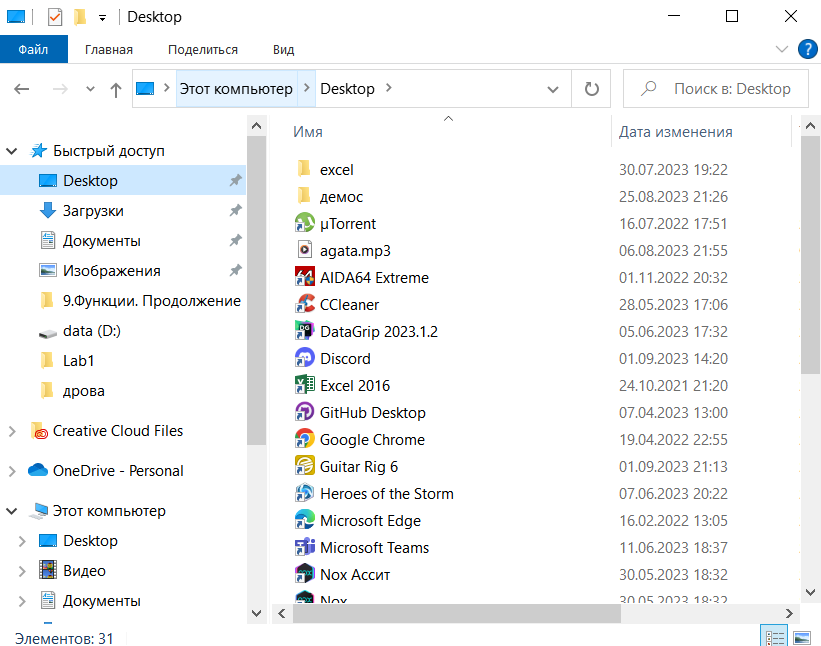 Desktop
Файл Главная Поделиться Вид
Этот компьютер Desktop Поиск в: Desktop
Имя Дата изменения
Быстрый доступ
Desktop
Загрузки
Документы
Изображения
9.Функции. Продолжение
data (D:)
Lab1
дрова
Creative Cloud Files
OneDrive - Personal
Этот компьютер
Desktop
Видео
Документы
excel 30.07.2023 19:22
демос 25.08.2023 21:26
µTorrent 16.07.2022 17:51
agata.mp3 06.08.2023 21:55
AIDA64 Extreme 01.11.2022 20:32
CCleaner 28.05.2023 17:06
DataGrip 2023.1.2 05.06.2023 17:32
Discord 01.09.2023 14:20
Excel 2016 24.10.2021 21:20
GitHub Desktop 07.04.2023 13:00
Google Chrome 19.04.2022 22:55
Guitar Rig 6 01.09.2023 21:13
Heroes of the Storm 07.06.2023 20:22
Microsoft Edge 16.02.2022 13:05
Microsoft Teams 11.06.2023 18:37
Nox Ассит 30.05.2023 18:32
Nox 30.05.2023 18:32
Элементов: 31